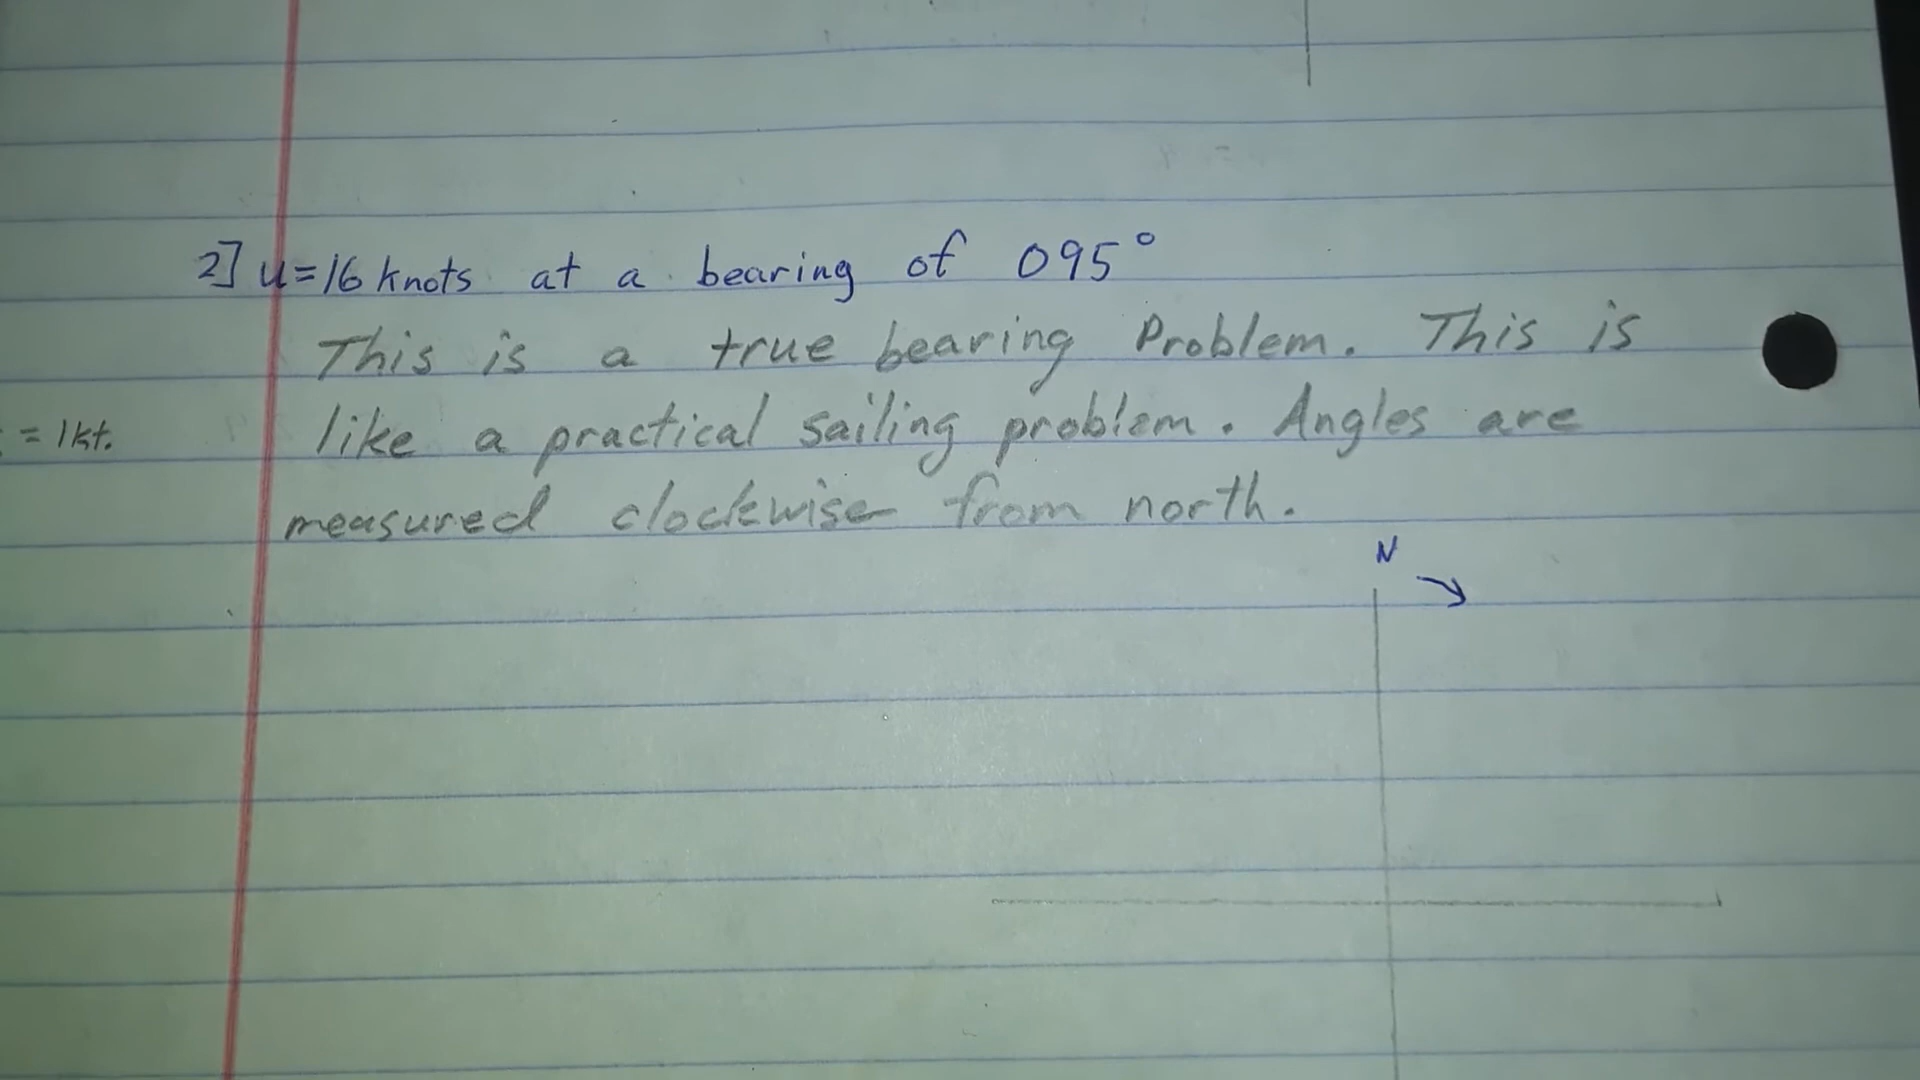 2] u=16 knots at a bearing of 095°
This is a true bearing Problem. This is
like a practical sailing problem. Angles are
= 1kt.
measured clockwise from north.
N